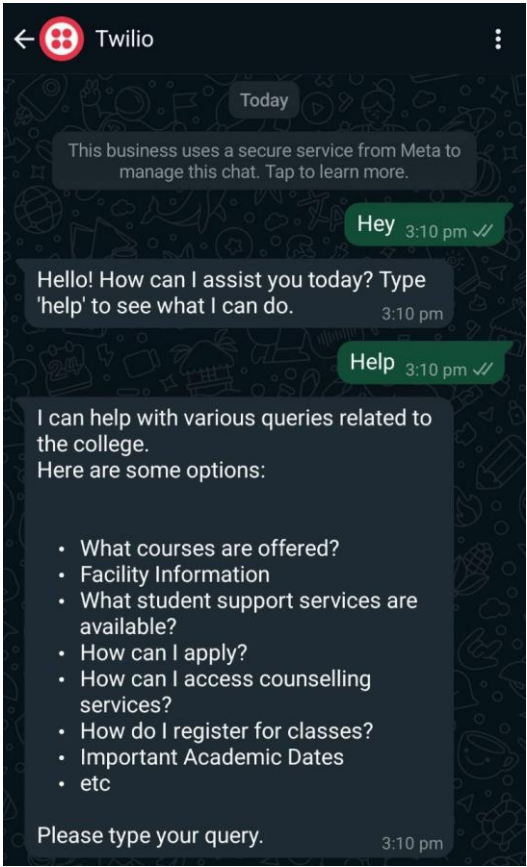 Twilio
Today
This business uses a secure service from Meta to
manage this chat. Tap to learn more.
Hey 3:10 pm
Hello! How can I assist you today? Type
'help' to see what I can do.
3:10 pm
Help 3:10 pm
I can help with various queries related to
the college.
Here are some options:
• What courses are offered?
• Facility Information
• What student support services are
available?
• How can I apply?
• How can I access counselling
services?
• How do I register for classes?
• Important Academic Dates
• etc
Please type your query.
3:10 pm